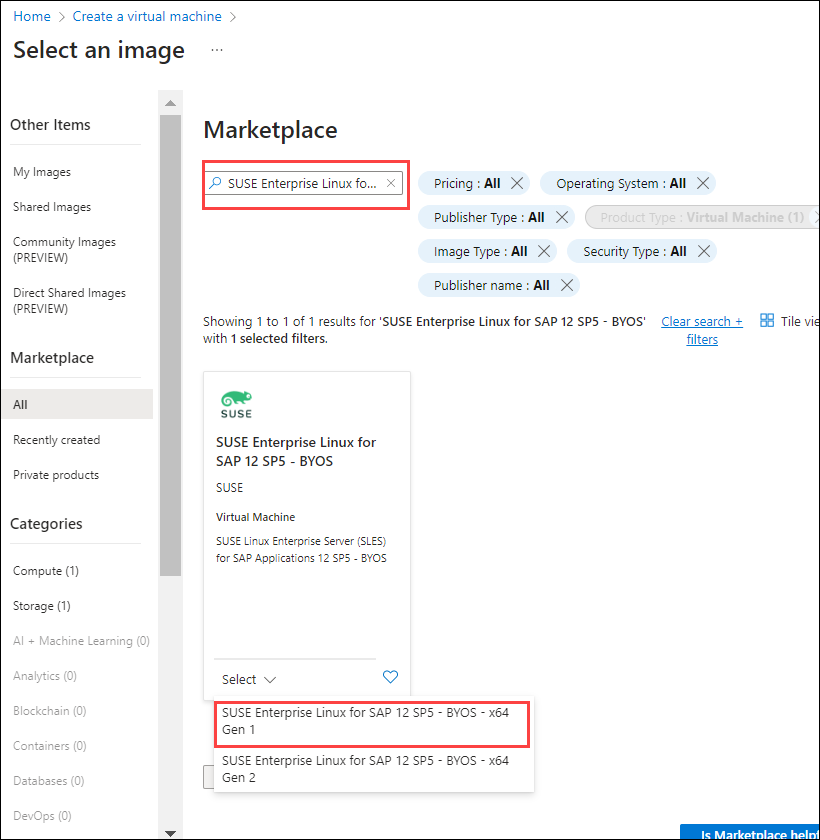 Home > Create a virtual machine >
Select an image ...
Other Items
My Images
Shared Images
Community Images
(PREVIEW)
Direct Shared Images
(PREVIEW)
Marketplace
All
Recently created
Private products
Categories
Compute (1)
Storage (1)
AI + Machine Learning (0)
Analytics (0)
Blockchain (0)
Containers (0)
Databases (0)
DevOps (0)
Marketplace
SUSE Enterprise Linux fo...
Pricing : All
Operating System : All
Publisher Type : All
Product Type : Virtual Machine (1)
Image Type : All
Security Type : All
Publisher name : All
Showing 1 to 1 of 1 results for 'SUSE Enterprise Linux for SAP 12 SP5 - BYOS'
with 1 selected filters.
Clear search +
filters
Tile vie
SUSE
SUSE Enterprise Linux for
SAP 12 SP5 - BYOS
SUSE
Virtual Machine
SUSE Linux Enterprise Server (SLES)
for SAP Applications 12 SP5 - BYOS
Select
SUSE Enterprise Linux for SAP 12 SP5 - BYOS - x64
Gen 1
SUSE Enterprise Linux for SAP 12 SP5 - BYOS - x64
Gen 2
Is Marketplace helpf